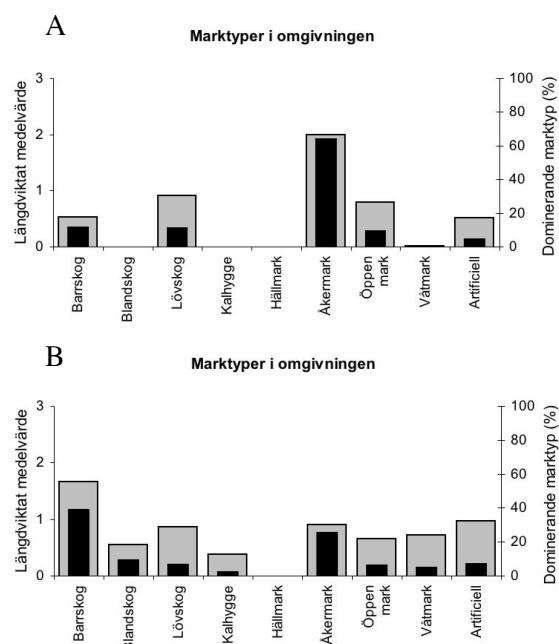 A
Marktyper i omgivningen
Längdviktat medelvärde
3
2
1
0
100
80
60
40
20
0
Dominerande marktyp (%)
Barrskog
Blandskog
Lövskog
Kalhygge
Hällmark
Åkermark
Öppen
mark
Våtmark
Artificiell
B
Marktyper i omgivningen
Längdviktat medelvärde
3
2
1
0
100
80
60
40
20
0
Dominerande marktyp (%)
Barrskog
Blandskog
Lövskog
Kalhygge
Hällmark
Åkermark
Öppen
mark
Våtmark
Artificiell